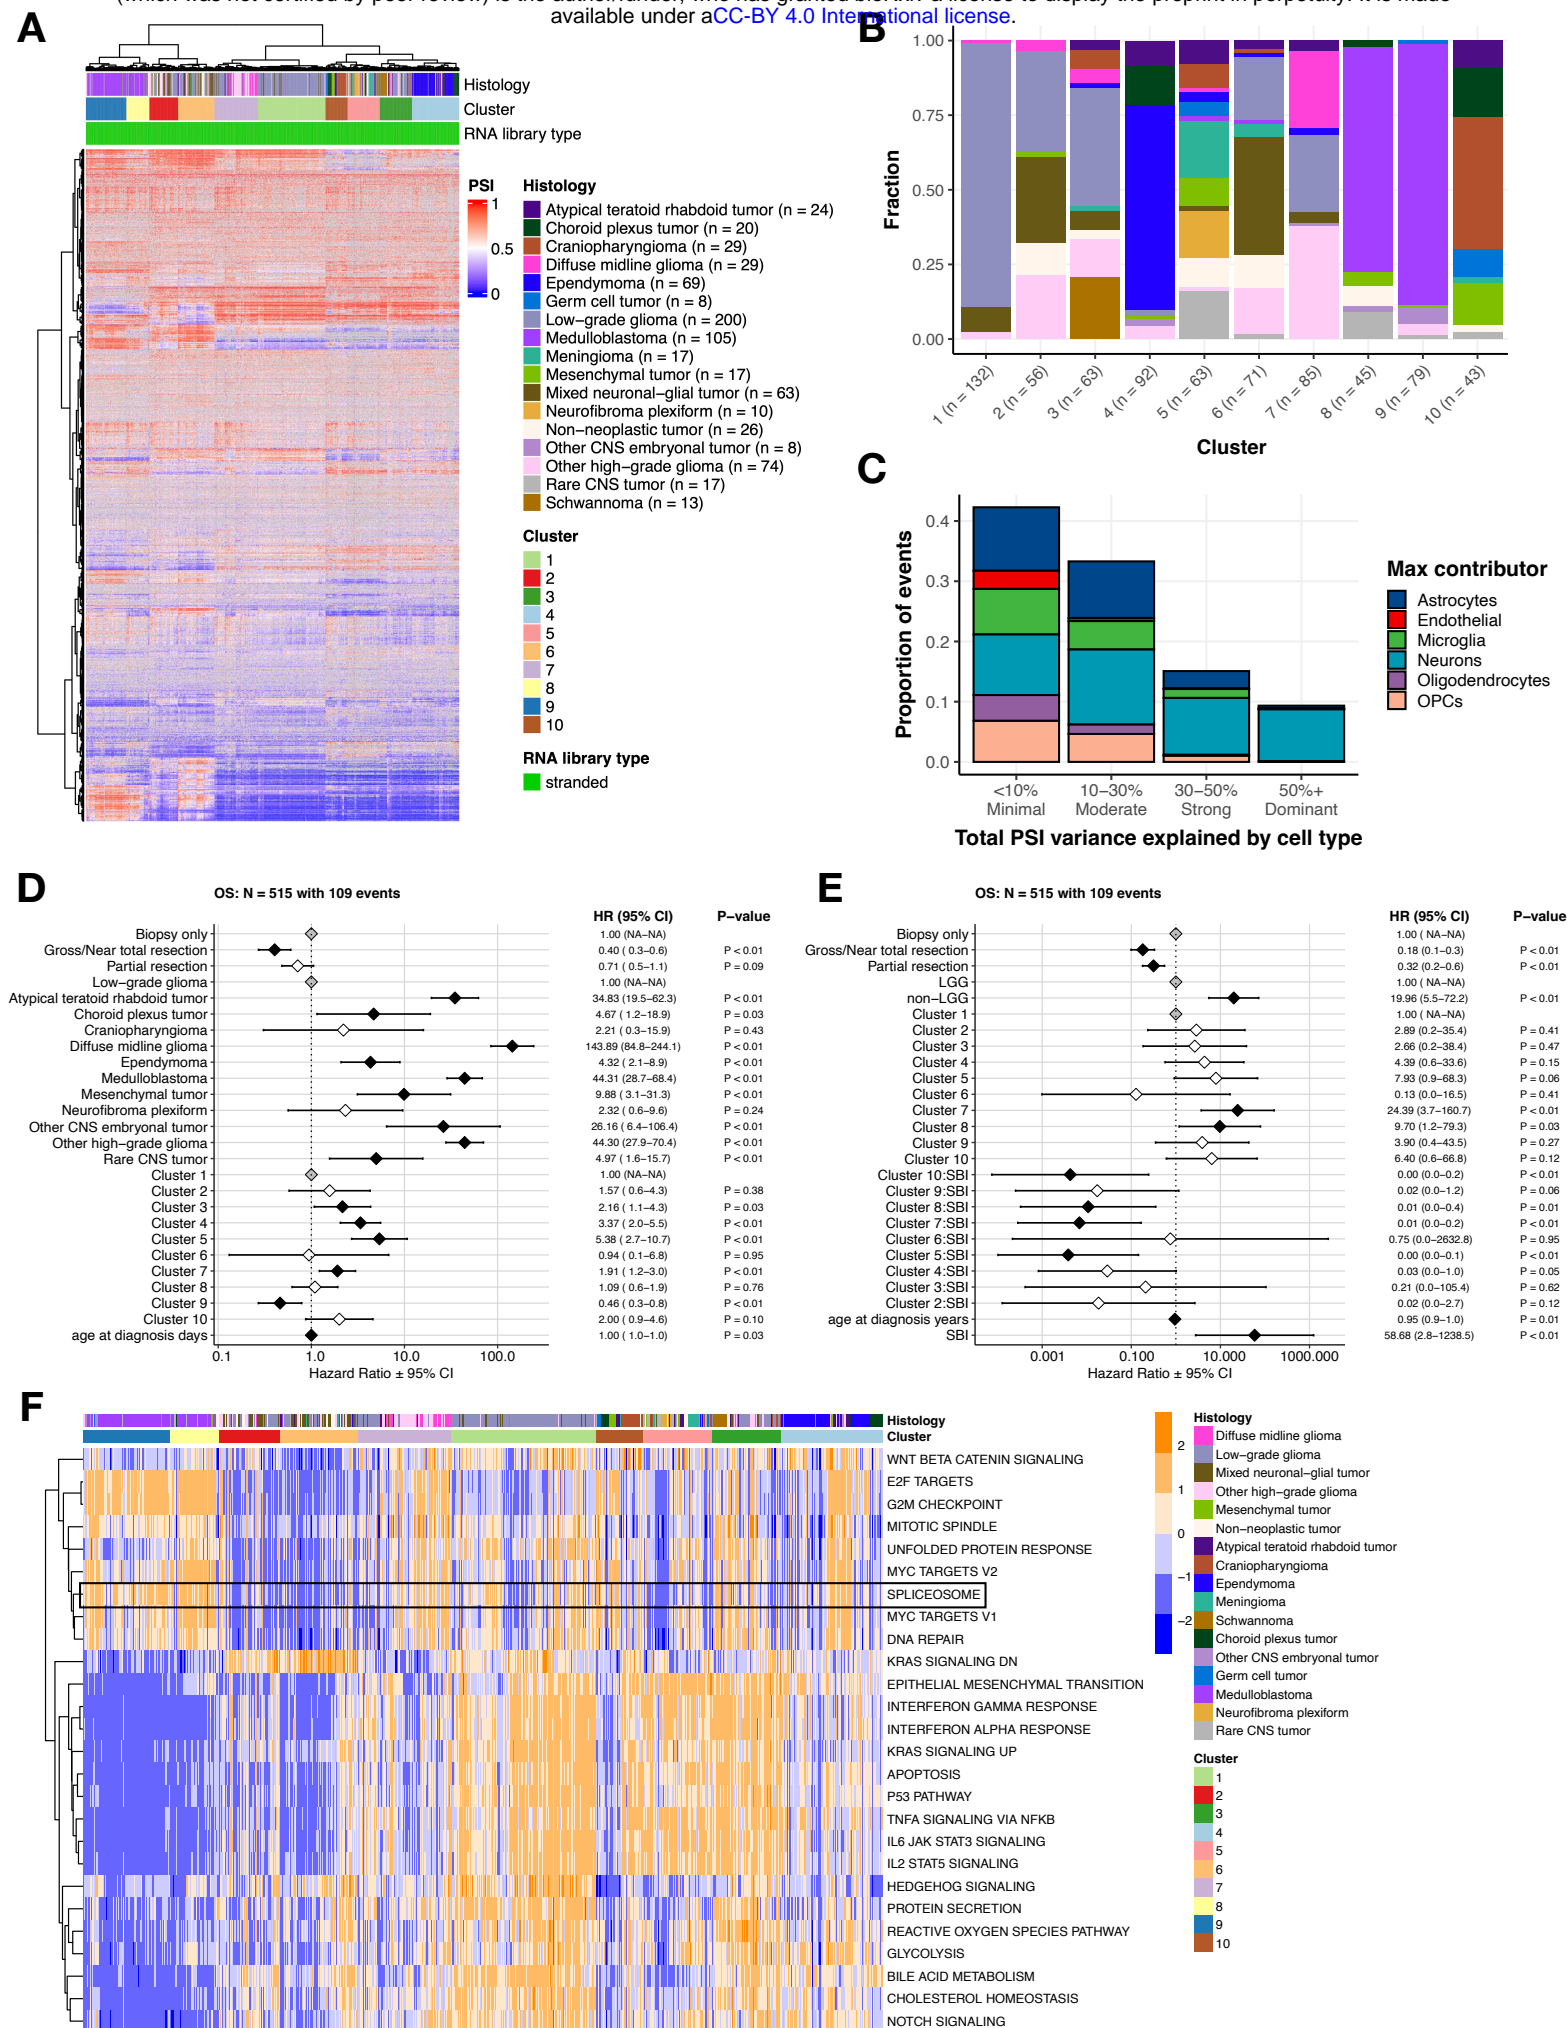 available under aCC-BY 4.0 International license.
A
Histology
Cluster
RNA library type
PSI
1
0.5
0
Histology
Atypical teratoid rhabdoid tumor (n = 24)
Choroid plexus tumor (n = 20)
Craniopharyngioma (n = 29)
Diffuse midline glioma (n = 29)
Ependymoma (n = 69)
Germ cell tumor (n = 8)
Low−grade glioma (n = 200)
Medulloblastoma (n = 105)
Meningioma (n = 17)
Mesenchymal tumor (n = 17)
Mixed neuronal−glial tumor (n = 63)
Neurofibroma plexiform (n = 10)
Non−neoplastic tumor (n = 26)
Other CNS embryonal tumor (n = 8)
Other high−grade glioma (n = 74)
Rare CNS tumor (n = 17)
Schwannoma (n = 13)
Cluster
1
2
3
4
5
6
7
8
9
10
RNA library type
stranded
B
Fraction
1.00
0.75
0.50
0.25
0.00
1 (n = 132)
2 (n = 56)
3 (n = 63)
4 (n = 92)
5 (n = 63)
6 (n = 71)
7 (n = 85)
8 (n = 45)
9 (n = 79)
10 (n = 43)
Cluster
C
Proportion of events
0.4
0.3
0.2
0.1
0.0
<10% Minimal
10−30% Moderate
30−50% Strong
50%+ Dominant
Total PSI variance explained by cell type
Max contributor
Astrocytes
Endothelial
Microglia
Neurons
Oligodendrocytes
OPCs
D
OS: N = 515 with 109 events
HR (95% CI) P−value
Biopsy only 1.00 (NA−NA)
Gross/Near total resection 0.40 ( 0.3−0.6) P < 0.01
Partial resection 0.71 ( 0.5−1.1) P = 0.09
Low−grade glioma 1.00 (NA−NA)
Atypical teratoid rhabdoid tumor 34.83 (19.5−62.3) P < 0.01
Choroid plexus tumor 4.67 ( 1.2−18.9) P = 0.03
Craniopharyngioma 2.21 ( 0.3−15.9) P = 0.43
Diffuse midline glioma 143.89 (84.8−244.1) P < 0.01
Ependymoma 4.32 ( 2.1−8.9) P < 0.01
Medulloblastoma 44.31 (28.7−68.4) P < 0.01
Mesenchymal tumor 9.88 ( 3.1−31.3) P < 0.01
Neurofibroma plexiform 2.32 ( 0.6−9.6) P = 0.24
Other CNS embryonal tumor 26.16 ( 6.4−106.4) P < 0.01
Other high−grade glioma 44.30 (27.9−70.4) P < 0.01
Rare CNS tumor 4.97 ( 1.6−15.7) P < 0.01
Cluster 1 1.00 (NA−NA)
Cluster 2 1.57 ( 0.6−4.3) P = 0.38
Cluster 3 2.16 ( 1.1−4.3) P = 0.03
Cluster 4 3.37 ( 2.0−5.5) P < 0.01
Cluster 5 5.38 ( 2.7−10.7) P < 0.01
Cluster 6 0.94 ( 0.1−6.8) P = 0.95
Cluster 7 1.91 ( 1.2−3.0) P < 0.01
Cluster 8 1.09 ( 0.6−1.9) P = 0.76
Cluster 9 0.46 ( 0.3−0.8) P < 0.01
Cluster 10 2.00 ( 0.9−4.6) P = 0.10
age at diagnosis days 1.00 ( 1.0−1.0) P = 0.03
0.1 1.0 10.0 100.0
Hazard Ratio ± 95% CI
E
OS: N = 515 with 109 events
HR (95% CI) P−value
Biopsy only 1.00 ( NA−NA)
Gross/Near total resection 0.18 (0.1−0.3) P < 0.01
Partial resection 0.32 (0.2−0.6) P < 0.01
LGG 1.00 ( NA−NA)
non−LGG 19.96 (5.5−72.2) P < 0.01
Cluster 1 1.00 ( NA−NA)
Cluster 2 2.89 (0.2−35.4) P = 0.41
Cluster 3 2.66 (0.2−38.4) P = 0.47
Cluster 4 4.39 (0.6−33.6) P = 0.15
Cluster 5 7.93 (0.9−68.3) P = 0.06
Cluster 6 0.13 (0.0−16.5) P = 0.41
Cluster 7 24.39 (3.7−160.7) P < 0.01
Cluster 8 9.70 (1.2−79.3) P = 0.03
Cluster 9 3.90 (0.4−43.5) P = 0.27
Cluster 10 6.40 (0.6−66.8) P = 0.12
Cluster 10:SBI 0.00 (0.0−0.2) P < 0.01
Cluster 9:SBI 0.02 (0.0−1.2) P = 0.06
Cluster 8:SBI 0.01 (0.0−0.4) P = 0.01
Cluster 7:SBI 0.01 (0.0−0.2) P < 0.01
Cluster 6:SBI 0.75 (0.0−2632.8) P = 0.95
Cluster 5:SBI 0.00 (0.0−0.1) P < 0.01
Cluster 4:SBI 0.03 (0.0−1.0) P = 0.05
Cluster 3:SBI 0.21 (0.0−105.4) P = 0.62
Cluster 2:SBI 0.02 (0.0−2.7) P = 0.12
age at diagnosis years 0.95 (0.9−1.0) P = 0.01
SBI 58.68 (2.8−1238.5) P < 0.01
0.001 0.100 10.000 1000.000
Hazard Ratio ± 95% CI
F
Histology
Cluster
WNT BETA CATENIN SIGNALING
E2F TARGETS
G2M CHECKPOINT
MITOTIC SPINDLE
UNFOLDED PROTEIN RESPONSE
MYC TARGETS V2
SPLICEOSOME
MYC TARGETS V1
DNA REPAIR
KRAS SIGNALING DN
EPITHELIAL MESENCHYMAL TRANSITION
INTERFERON GAMMA RESPONSE
INTERFERON ALPHA RESPONSE
KRAS SIGNALING UP
APOPTOSIS
P53 PATHWAY
TNFA SIGNALING VIA NFKB
IL6 JAK STAT3 SIGNALING
IL2 STAT5 SIGNALING
HEDGEHOG SIGNALING
PROTEIN SECRETION
REACTIVE OXYGEN SPECIES PATHWAY
GLYCOLYSIS
BILE ACID METABOLISM
CHOLESTEROL HOMEOSTASIS
NOTCH SIGNALING
2
1
0
−1
−2
Histology
Diffuse midline glioma
Low−grade glioma
Mixed neuronal−glial tumor
Other high−grade glioma
Mesenchymal tumor
Non−neoplastic tumor
Atypical teratoid rhabdoid tumor
Craniopharyngioma
Ependymoma
Meningioma
Schwannoma
Choroid plexus tumor
Other CNS embryonal tumor
Germ cell tumor
Medulloblastoma
Neurofibroma plexiform
Rare CNS tumor
Cluster
1
2
3
4
5
6
7
8
9
10